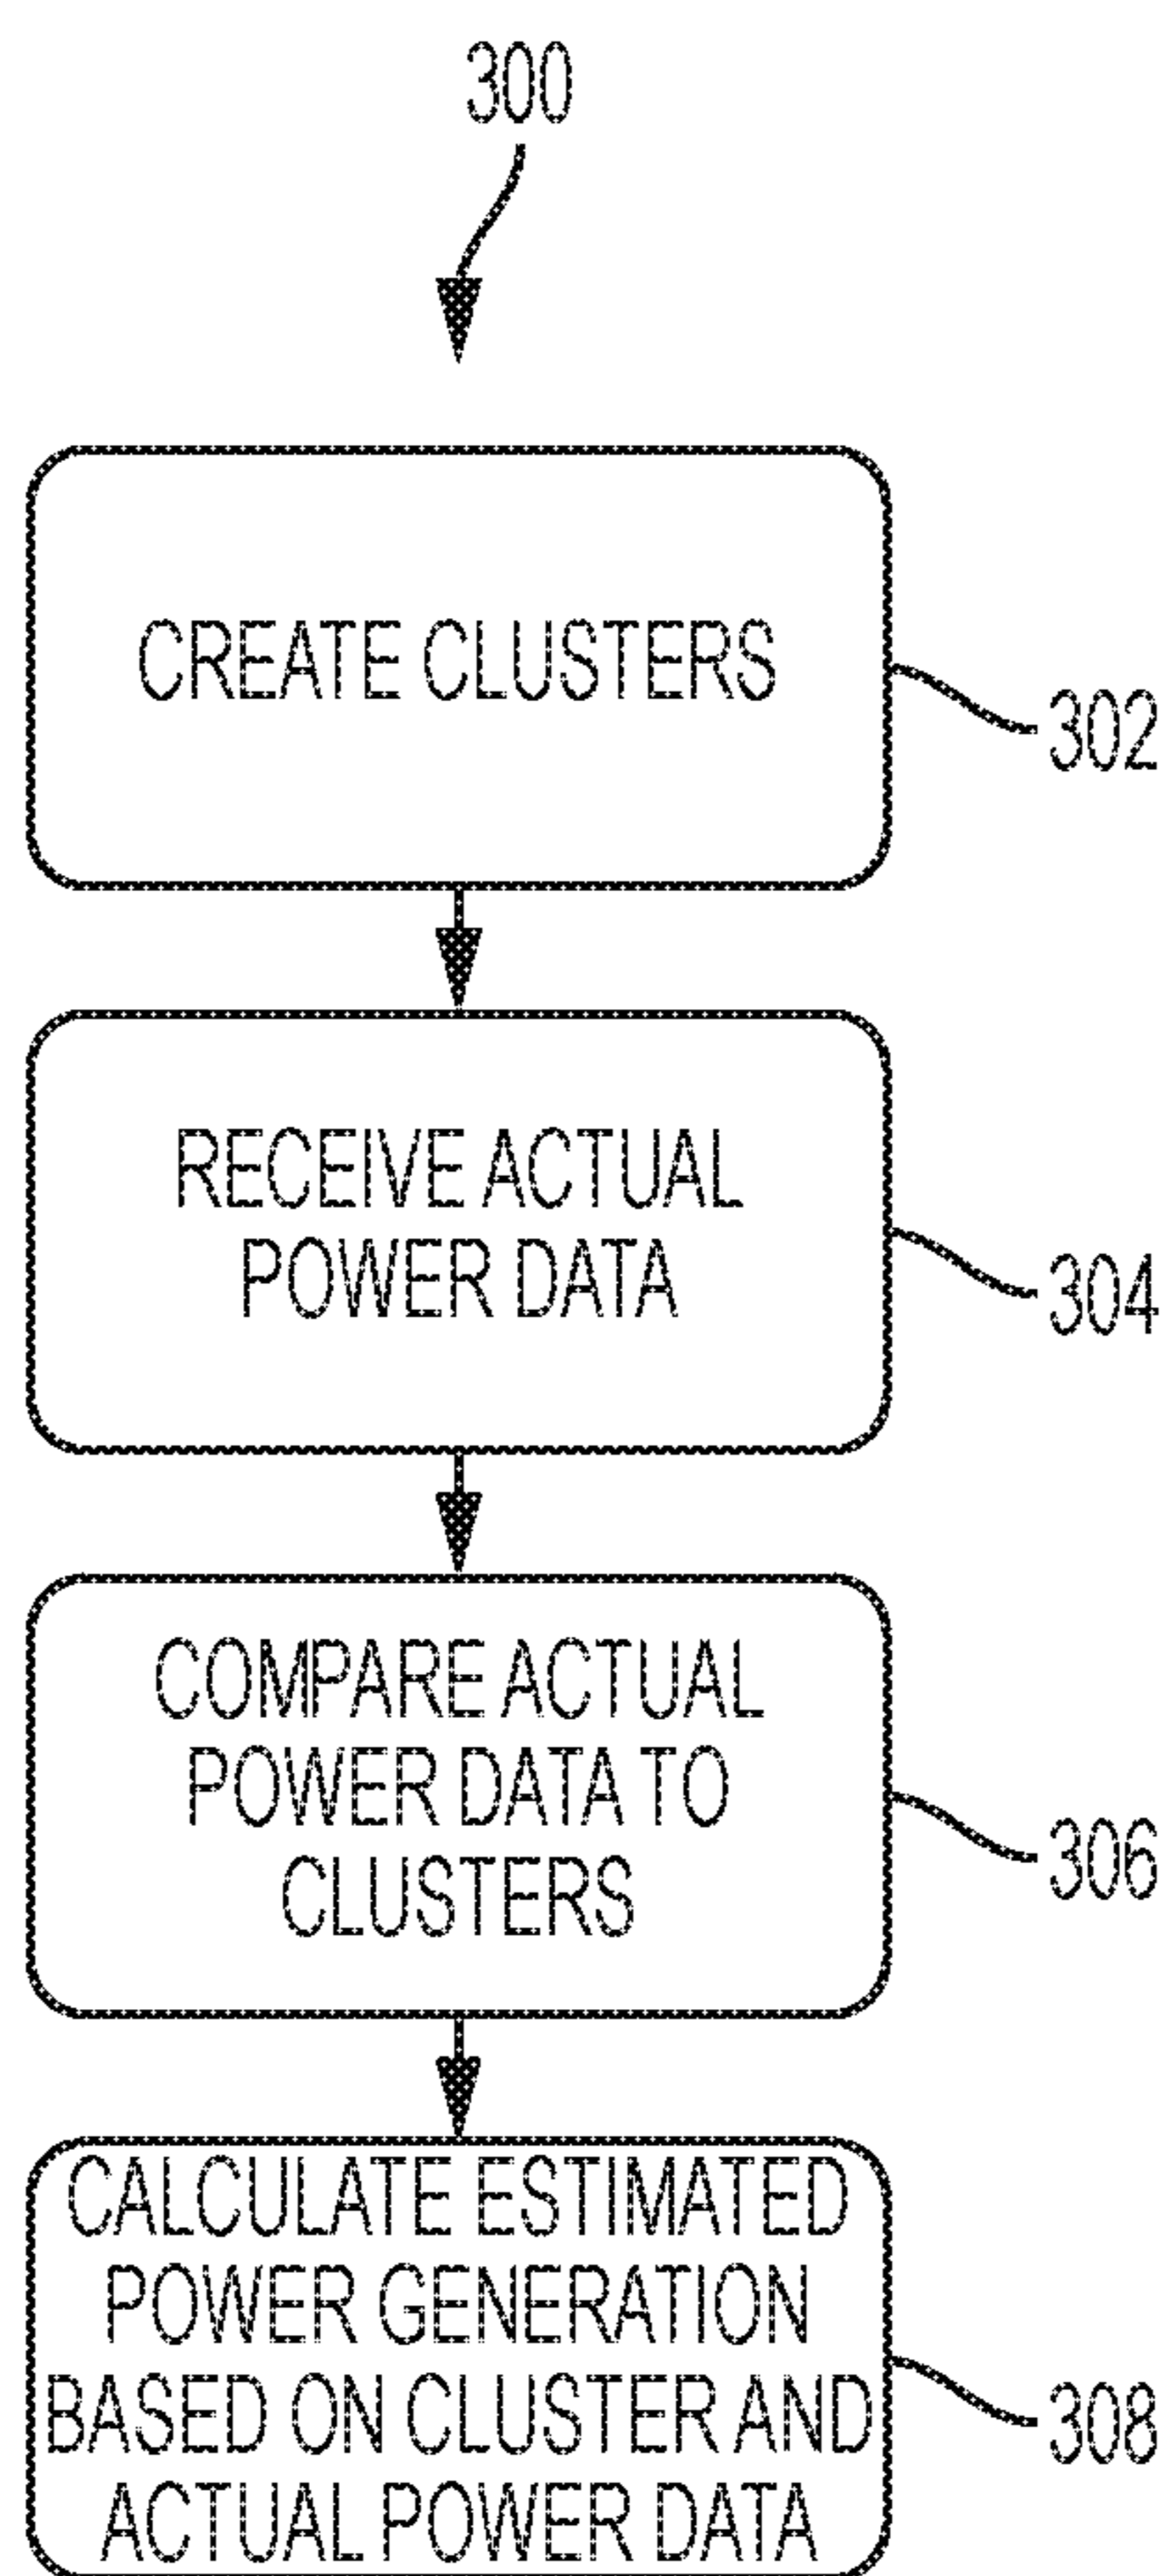 300
CREATE CLUSTERS
302
RECEIVE ACTUAL
POWER DATA
304
COMPARE ACTUAL
POWER DATA TO
CLUSTERS
306
CALCULATE ESTIMATED
POWER GENERATION
BASED ON CLUSTER AND
ACTUAL POWER DATA
308